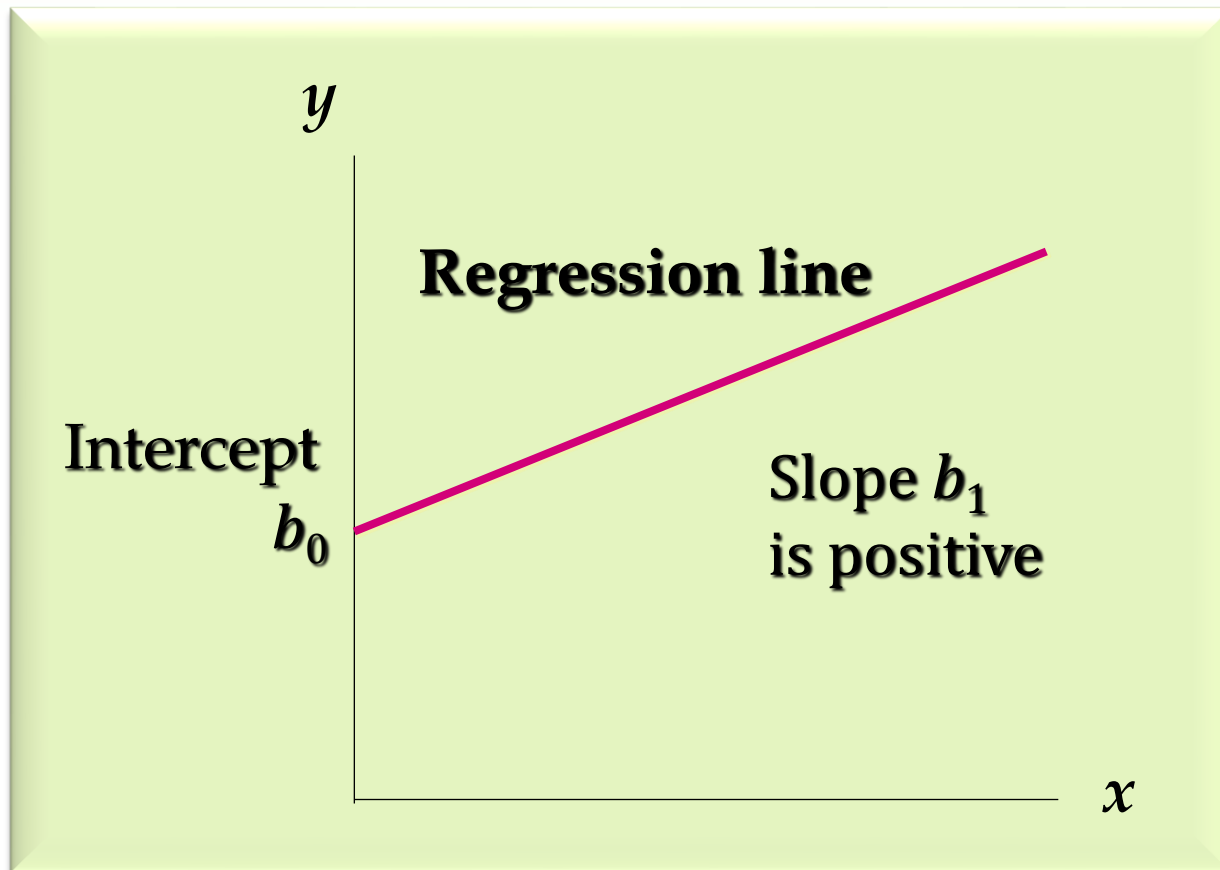 y
Regression line
Intercept
b₀
Slope b₁
is positive
x